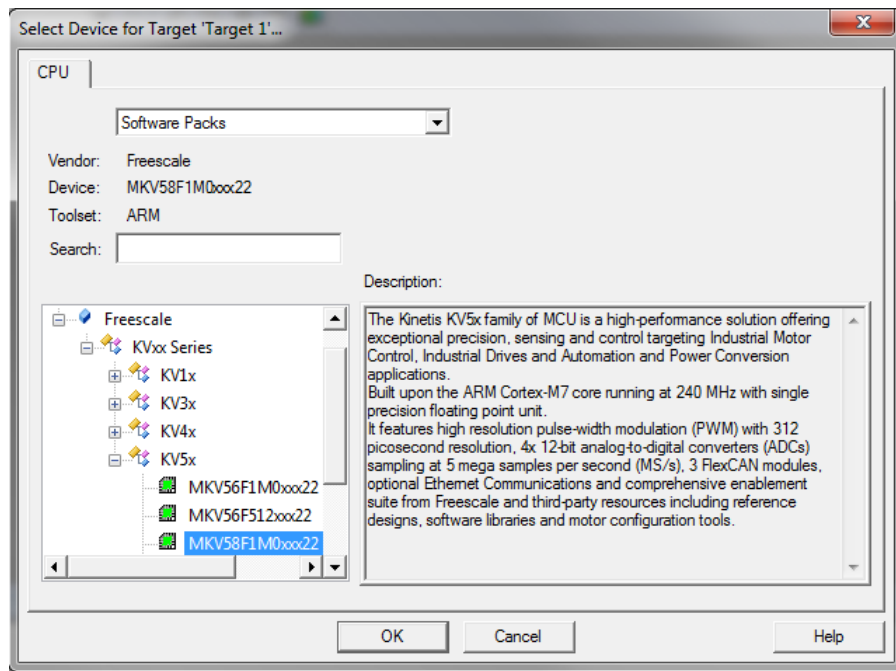 Select Device for Target 'Target 1'...
CPU
Software Packs
Vendor: Freescale
Device: MKV58F1M0xxx22
Toolset: ARM
Search:
Description:
Freescale
KVxx Series
KV1x
KV3x
KV4x
KV5x
MKV56F1M0xxx22
MKV56F512xxx22
MKV58F1M0xxx22
The Kinetis KV5x family of MCU is a high-performance solution offering
exceptional precision, sensing and control targeting Industrial Motor
Control, Industrial Drives and Automation and Power Conversion
applications.
Built upon the ARM Cortex-M7 core running at 240 MHz with single
precision floating point unit.
It features high resolution pulse-width modulation (PWM) with 312
picosecond resolution, 4x 12-bit analog-to-digital converters (ADCs)
sampling at 5 mega samples per second (MS/s), 3 FlexCAN modules,
optional Ethernet Communications and comprehensive enablement
suite from Freescale and third-party resources including reference
designs, software libraries and motor configuration tools.
OK
Cancel
Help